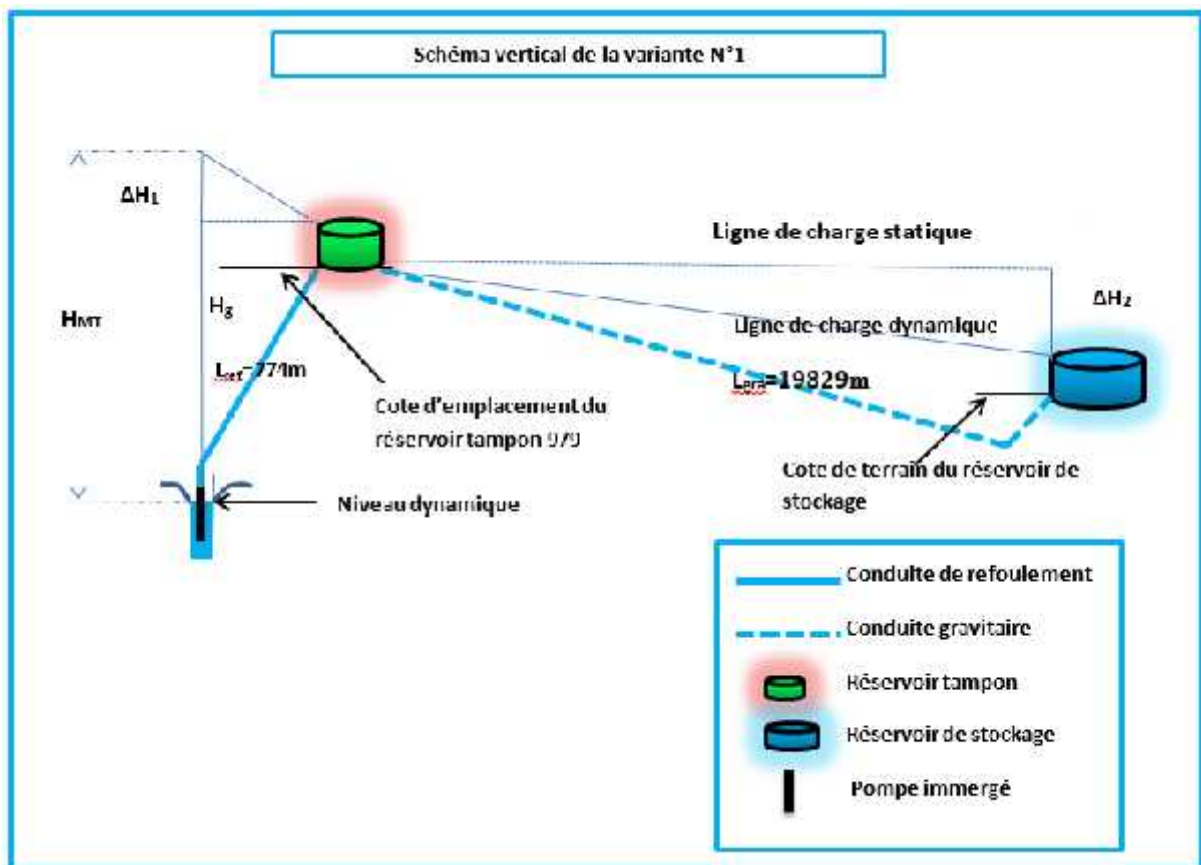 Schéma vertical de la variante N°1
ΔH₁
Ligne de charge statique
ΔH₂
Hg
HMT
Ligne de charge dynamique
=19829m
Cote d'emplacement du
réservoir tampon 979
Cote de terrain du réservoir de
stockage
Niveau dynamique
Conduite de refoulement
Conduite gravitaire
Réservoir tampon
Réservoir de stockage
Pompe immergé